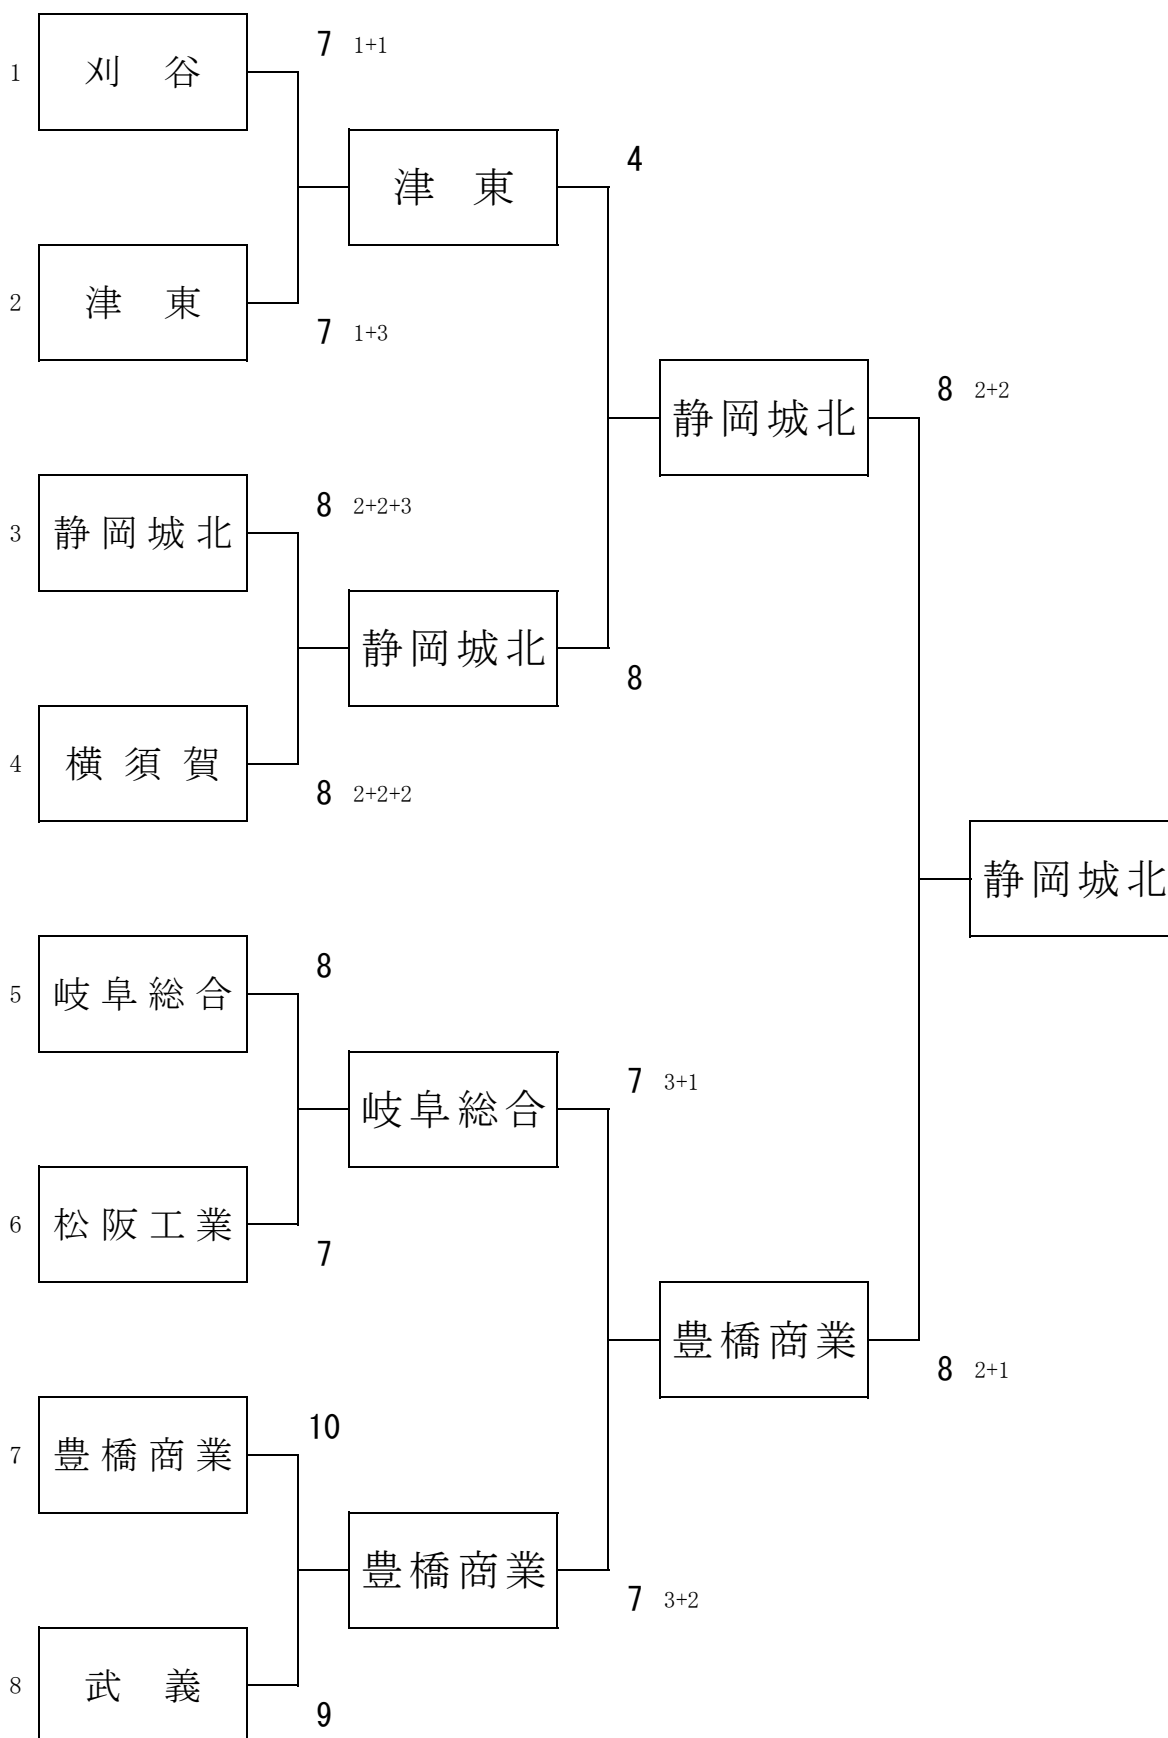 7 1+1
1 刈 谷
4
津 東
2 津 東
7 1+3
8 2+2
静岡城北
8 2+2+3
3 静岡城北
静岡城北
8
4 横須賀
8 2+2+2
静岡城北
8
5 岐阜総合
7 3+1
岐阜総合
6 松阪工業
7
豊橋商業
8 2+1
10
7 豊橋商業
豊橋商業
7 3+2
8 武 義
9